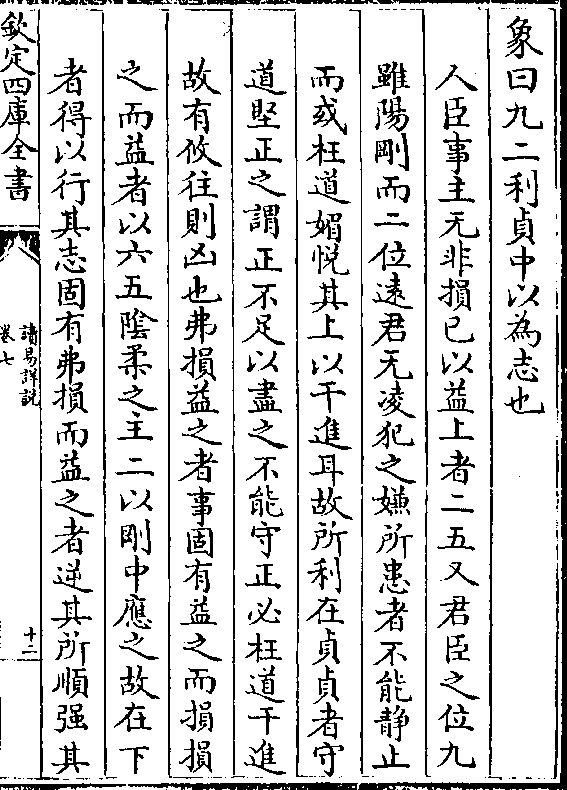 象曰九二利貞中以為志也
人臣事主无非損已以益上者二五又君臣之位九
雖陽剛而二位逺君无凌犯之嫌所患者不能静止
而或枉道媚悦其上以干進耳故所利在貞貞者守
道堅正之謂正不足以盡之不能守正必枉道干進
故有攸往則凶也弗損益之者事固有益之而損損
之而益者以六五隂柔之主二以剛中應之故在下
者得以行其志固有弗損而益之者逆其所順强其
欽定四庫全書
讀易詳說
卷七
十二